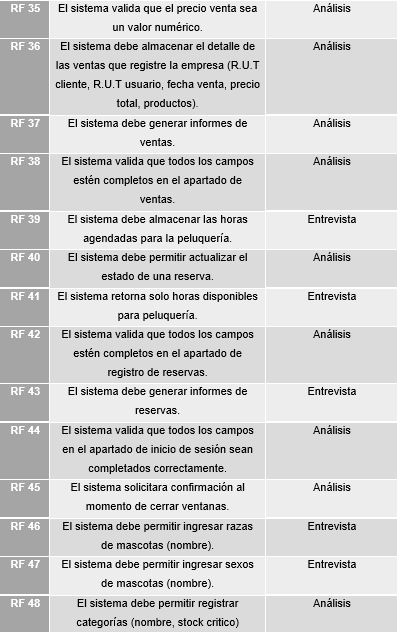 RF 35 El sistema valida que el precio venta sea Análisis
un valor numérico.
RF 36 El sistema debe almacenar el detalle de Análisis
las ventas que registre la empresa (R.U.T
cliente, R.U.T usuario, fecha venta, precio
total, productos).
RF 37 El sistema debe generar informes de Análisis
ventas.
RF 38 El sistema valida que todos los campos Análisis
estén completos en el apartado de
ventas.
RF 39 El sistema debe almacenar las horas Entrevista
agendadas para la peluquería.
RF 40 El sistema debe permitir actualizar el Análisis
estado de una reserva.
RF 41 El sistema retorna solo horas disponibles Entrevista
para peluquería.
RF 42 El sistema valida que todos los campos Análisis
estén completos en el apartado de
registro de reservas.
RF 43 El sistema debe generar informes de Entrevista
reservas.
RF 44 El sistema valida que todos los campos Análisis
en el apartado de inicio de sesión sean
completados correctamente.
RF 45 El sistema solicitara confirmación al Análisis
momento de cerrar ventanas.
RF 46 El sistema debe permitir ingresar razas Entrevista
de mascotas (nombre).
RF 47 El sistema debe permitir ingresar sexos Entrevista
de mascotas (nombre).
RF 48 El sistema debe permitir registrar Análisis
categorías (nombre, stock critico)